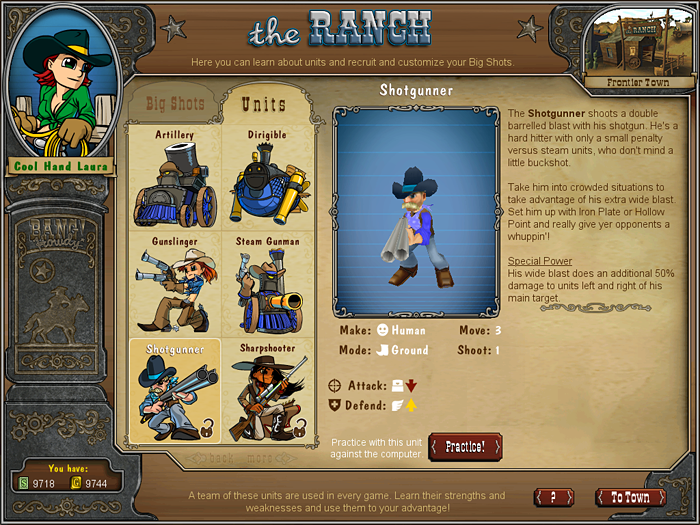 the RANCH
Here you can learn about units and recruit and customize your Big Shots.
RANCH
Frontier Town
Cool Hand Laura
BANG!
Howdy
Big Shots
Units
Artillery
Dirigible
Gunslinger
Steam Gunman
Shotgunner
Sharpshooter
back
more
Shotgunner
Make: Human
Move: 3
Mode: Ground
Shoot: 1
Attack:
Defend:
Practice with this unit
against the computer.
Practice!
The Shotgunner shoots a double
barrelled blast with his shotgun. He's a
hard hitter with only a small penalty
versus steam units, who don't mind a
little buckshot.
Take him into crowded situations to
take advantage of his extra wide blast.
Set him up with Iron Plate or Hollow
Point and really give yer opponents a
whuppin'!
Special Power
His wide blast does an additional 50%
damage to units left and right of his
main target.
You have:
$ 9718
G 9744
A team of these units are used in every game. Learn their strengths and
weaknesses and use them to your advantage!
?
To Town